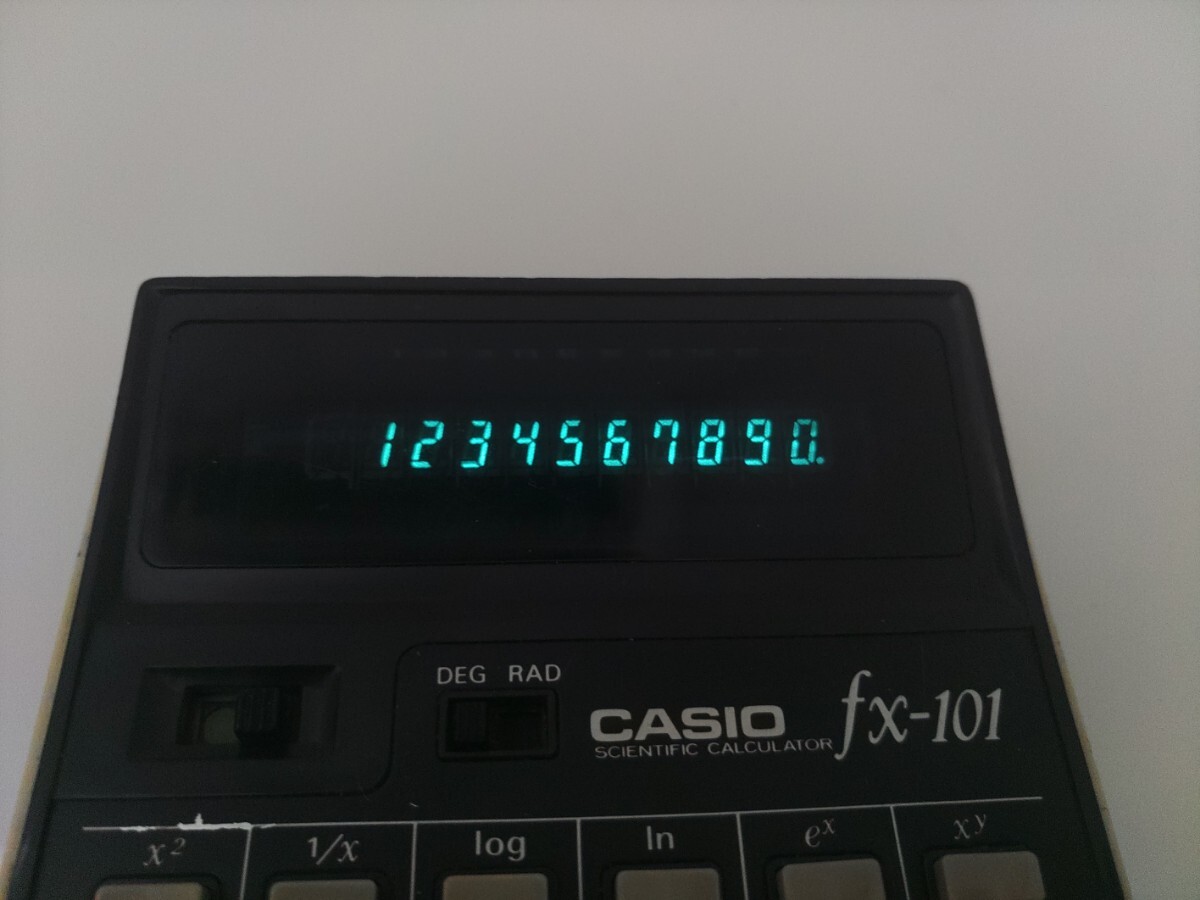 1234567890.
DEG RAD
CASIO fx-101
SCIENTIFIC CALCULATOR
x² 1/x log ln eˣ xʸ